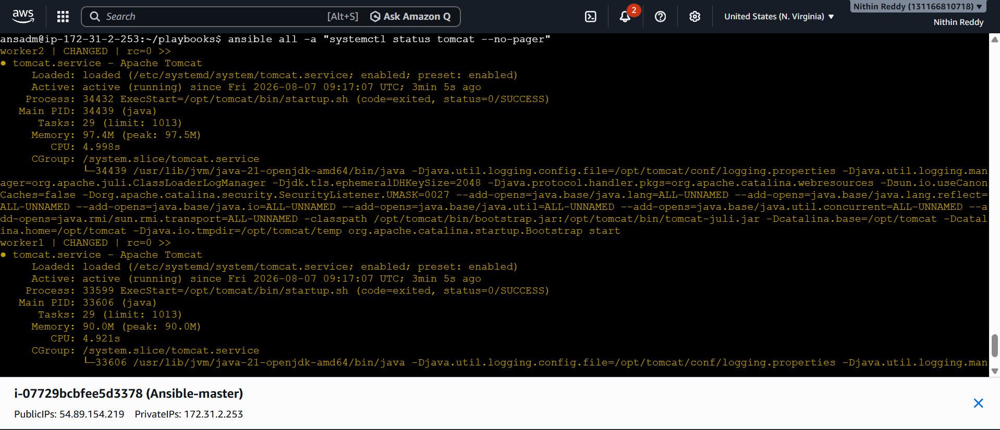 aws
Search [Alt+S] Ask Amazon Q
2
United States (N. Virginia) ▼
Nithin Reddy (131166810718) ▼
Nithin Reddy
ansadm@ip-172-31-2-253:~/playbooks$ ansible all -a "systemctl status tomcat --no-pager"
worker2 | CHANGED | rc=0 >>
● tomcat.service - Apache Tomcat
     Loaded: loaded (/etc/systemd/system/tomcat.service; enabled; preset: enabled)
     Active: active (running) since Fri 2026-08-07 09:17:07 UTC; 3min 5s ago
    Process: 34432 ExecStart=/opt/tomcat/bin/startup.sh (code=exited, status=0/SUCCESS)
   Main PID: 34439 (java)
      Tasks: 29 (limit: 1013)
     Memory: 97.4M (peak: 97.5M)
        CPU: 4.998s
     CGroup: /system.slice/tomcat.service
             └─34439 /usr/lib/jvm/java-21-openjdk-amd64/bin/java -Djava.util.logging.config.file=/opt/tomcat/conf/logging.properties -Djava.util.logging.man
ager=org.apache.juli.ClassLoaderLogManager -Djdk.tls.ephemeralDHKeySize=2048 -Djava.protocol.handler.pkgs=org.apache.catalina.webresources -Dsun.io.useCanon
Caches=false -Dorg.apache.catalina.security.SecurityListener.UMASK=0027 --add-opens=java.base/java.lang=ALL-UNNAMED --add-opens=java.base/java.lang.reflect=
ALL-UNNAMED --add-opens=java.base/java.io=ALL-UNNAMED --add-opens=java.base/java.util=ALL-UNNAMED --add-opens=java.base/java.util.concurrent=ALL-UNNAMED --a
dd-opens=java.rmi/sun.rmi.transport=ALL-UNNAMED -classpath /opt/tomcat/bin/bootstrap.jar:/opt/tomcat/bin/tomcat-juli.jar -Dcatalina.base=/opt/tomcat -Dcatal
ina.home=/opt/tomcat -Djava.io.tmpdir=/opt/tomcat/temp org.apache.catalina.startup.Bootstrap start
worker1 | CHANGED | rc=0 >>
● tomcat.service - Apache Tomcat
     Loaded: loaded (/etc/systemd/system/tomcat.service; enabled; preset: enabled)
     Active: active (running) since Fri 2026-08-07 09:17:07 UTC; 3min 5s ago
    Process: 33599 ExecStart=/opt/tomcat/bin/startup.sh (code=exited, status=0/SUCCESS)
   Main PID: 33606 (java)
      Tasks: 29 (limit: 1013)
     Memory: 90.0M (peak: 90.0M)
        CPU: 4.921s
     CGroup: /system.slice/tomcat.service
             └─33606 /usr/lib/jvm/java-21-openjdk-amd64/bin/java -Djava.util.logging.config.file=/opt/tomcat/conf/logging.properties -Djava.util.logging.man
i-07729bcbfee5d3378 (Ansible-master)
PublicIPs: 54.89.154.219 PrivateIPs: 172.31.2.253